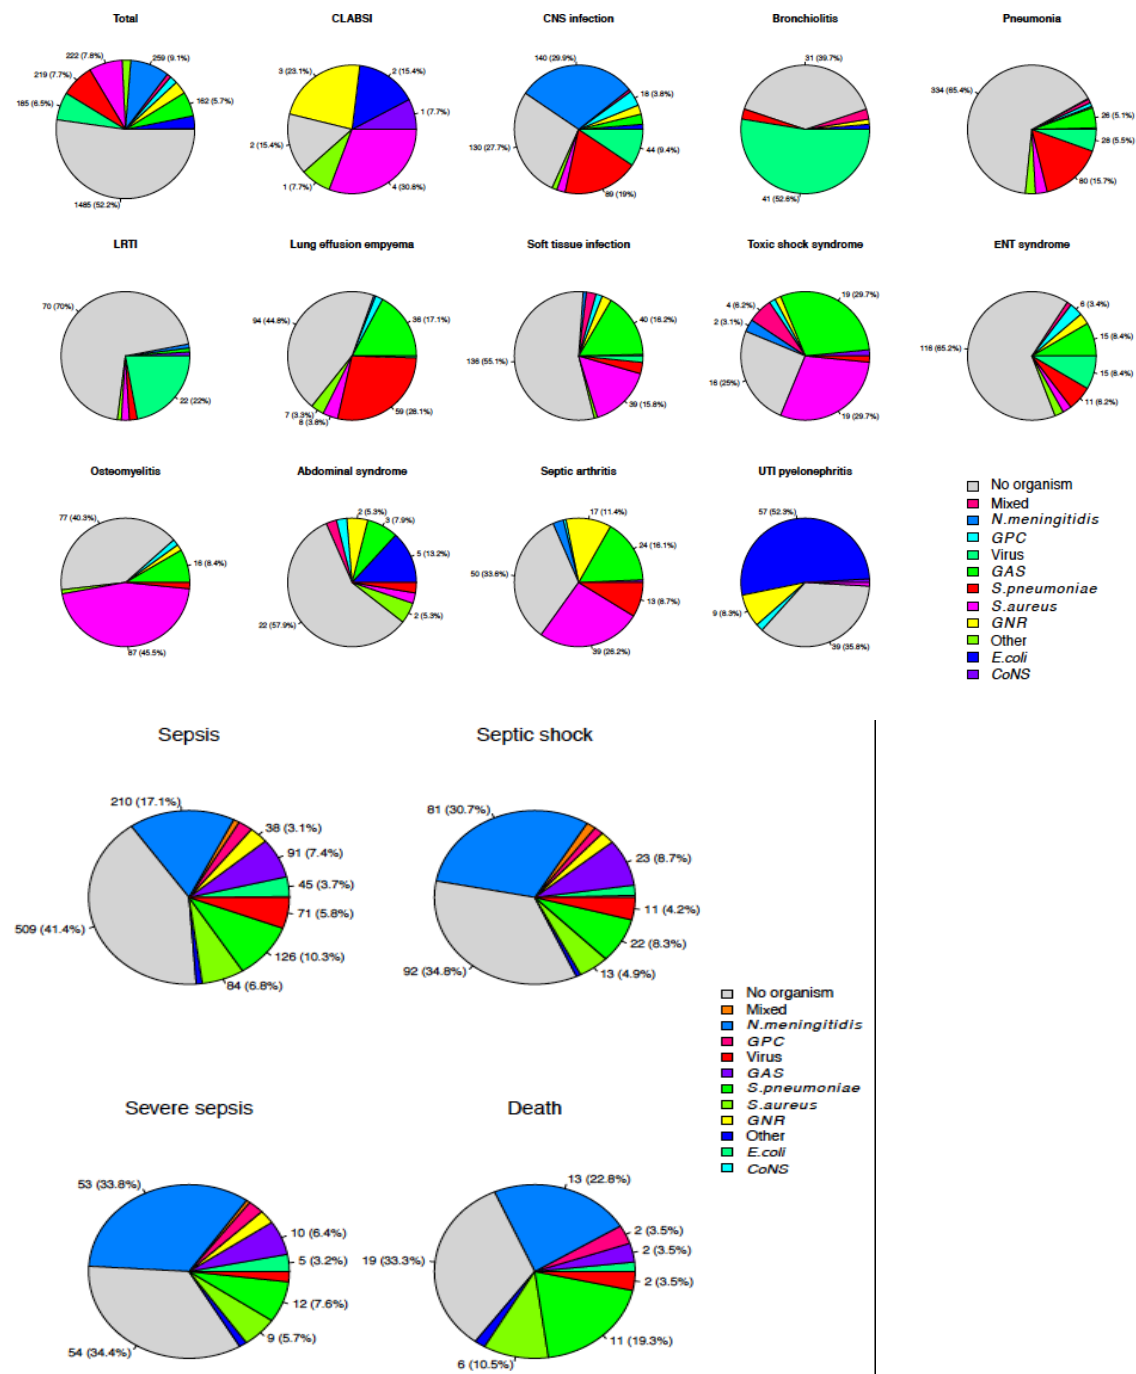 Total
CLABSI
CNS infection
Bronchiolitis
Pneumonia
222 (7.8%)
259 (9.1%)
219 (7.7%)
185 (6.5%)
162 (5.7%)
1485 (52.2%)
3 (23.1%)
2 (15.4%)
1 (7.7%)
2 (15.4%)
1 (7.7%)
4 (30.8%)
140 (29.9%)
18 (3.8%)
130 (27.7%)
44 (9.4%)
89 (19%)
31 (39.7%)
41 (52.6%)
334 (65.4%)
26 (5.1%)
28 (5.5%)
80 (15.7%)
LRTI
Lung effusion empyema
Soft tissue infection
Toxic shock syndrome
ENT syndrome
70 (70%)
22 (22%)
94 (44.8%)
36 (17.1%)
7 (3.3%)
8 (3.8%)
59 (28.1%)
136 (55.1%)
40 (16.2%)
39 (15.8%)
4 (6.2%)
2 (3.1%)
19 (29.7%)
16 (25%)
19 (29.7%)
116 (65.2%)
6 (3.4%)
15 (8.4%)
15 (8.4%)
11 (6.2%)
Osteomyelitis
Abdominal syndrome
Septic arthritis
UTI pyelonephritis
77 (40.3%)
16 (8.4%)
87 (45.5%)
2 (5.3%)
3 (7.9%)
5 (13.2%)
22 (57.9%)
2 (5.3%)
17 (11.4%)
24 (16.1%)
50 (33.6%)
13 (8.7%)
39 (26.2%)
57 (52.3%)
9 (8.3%)
39 (35.8%)
No organism
Mixed
N.meningitidis
GPC
Virus
GAS
S.pneumoniae
S.aureus
GNR
Other
E.coli
CoNS
Sepsis
Septic shock
210 (17.1%)
38 (3.1%)
91 (7.4%)
45 (3.7%)
71 (5.8%)
509 (41.4%)
126 (10.3%)
84 (6.8%)
81 (30.7%)
23 (8.7%)
11 (4.2%)
22 (8.3%)
92 (34.8%)
13 (4.9%)
No organism
Mixed
N.meningitidis
GPC
Virus
GAS
S.pneumoniae
S.aureus
GNR
Other
E.coli
CoNS
Severe sepsis
Death
53 (33.8%)
10 (6.4%)
5 (3.2%)
12 (7.6%)
54 (34.4%)
9 (5.7%)
13 (22.8%)
2 (3.5%)
2 (3.5%)
19 (33.3%)
2 (3.5%)
11 (19.3%)
6 (10.5%)